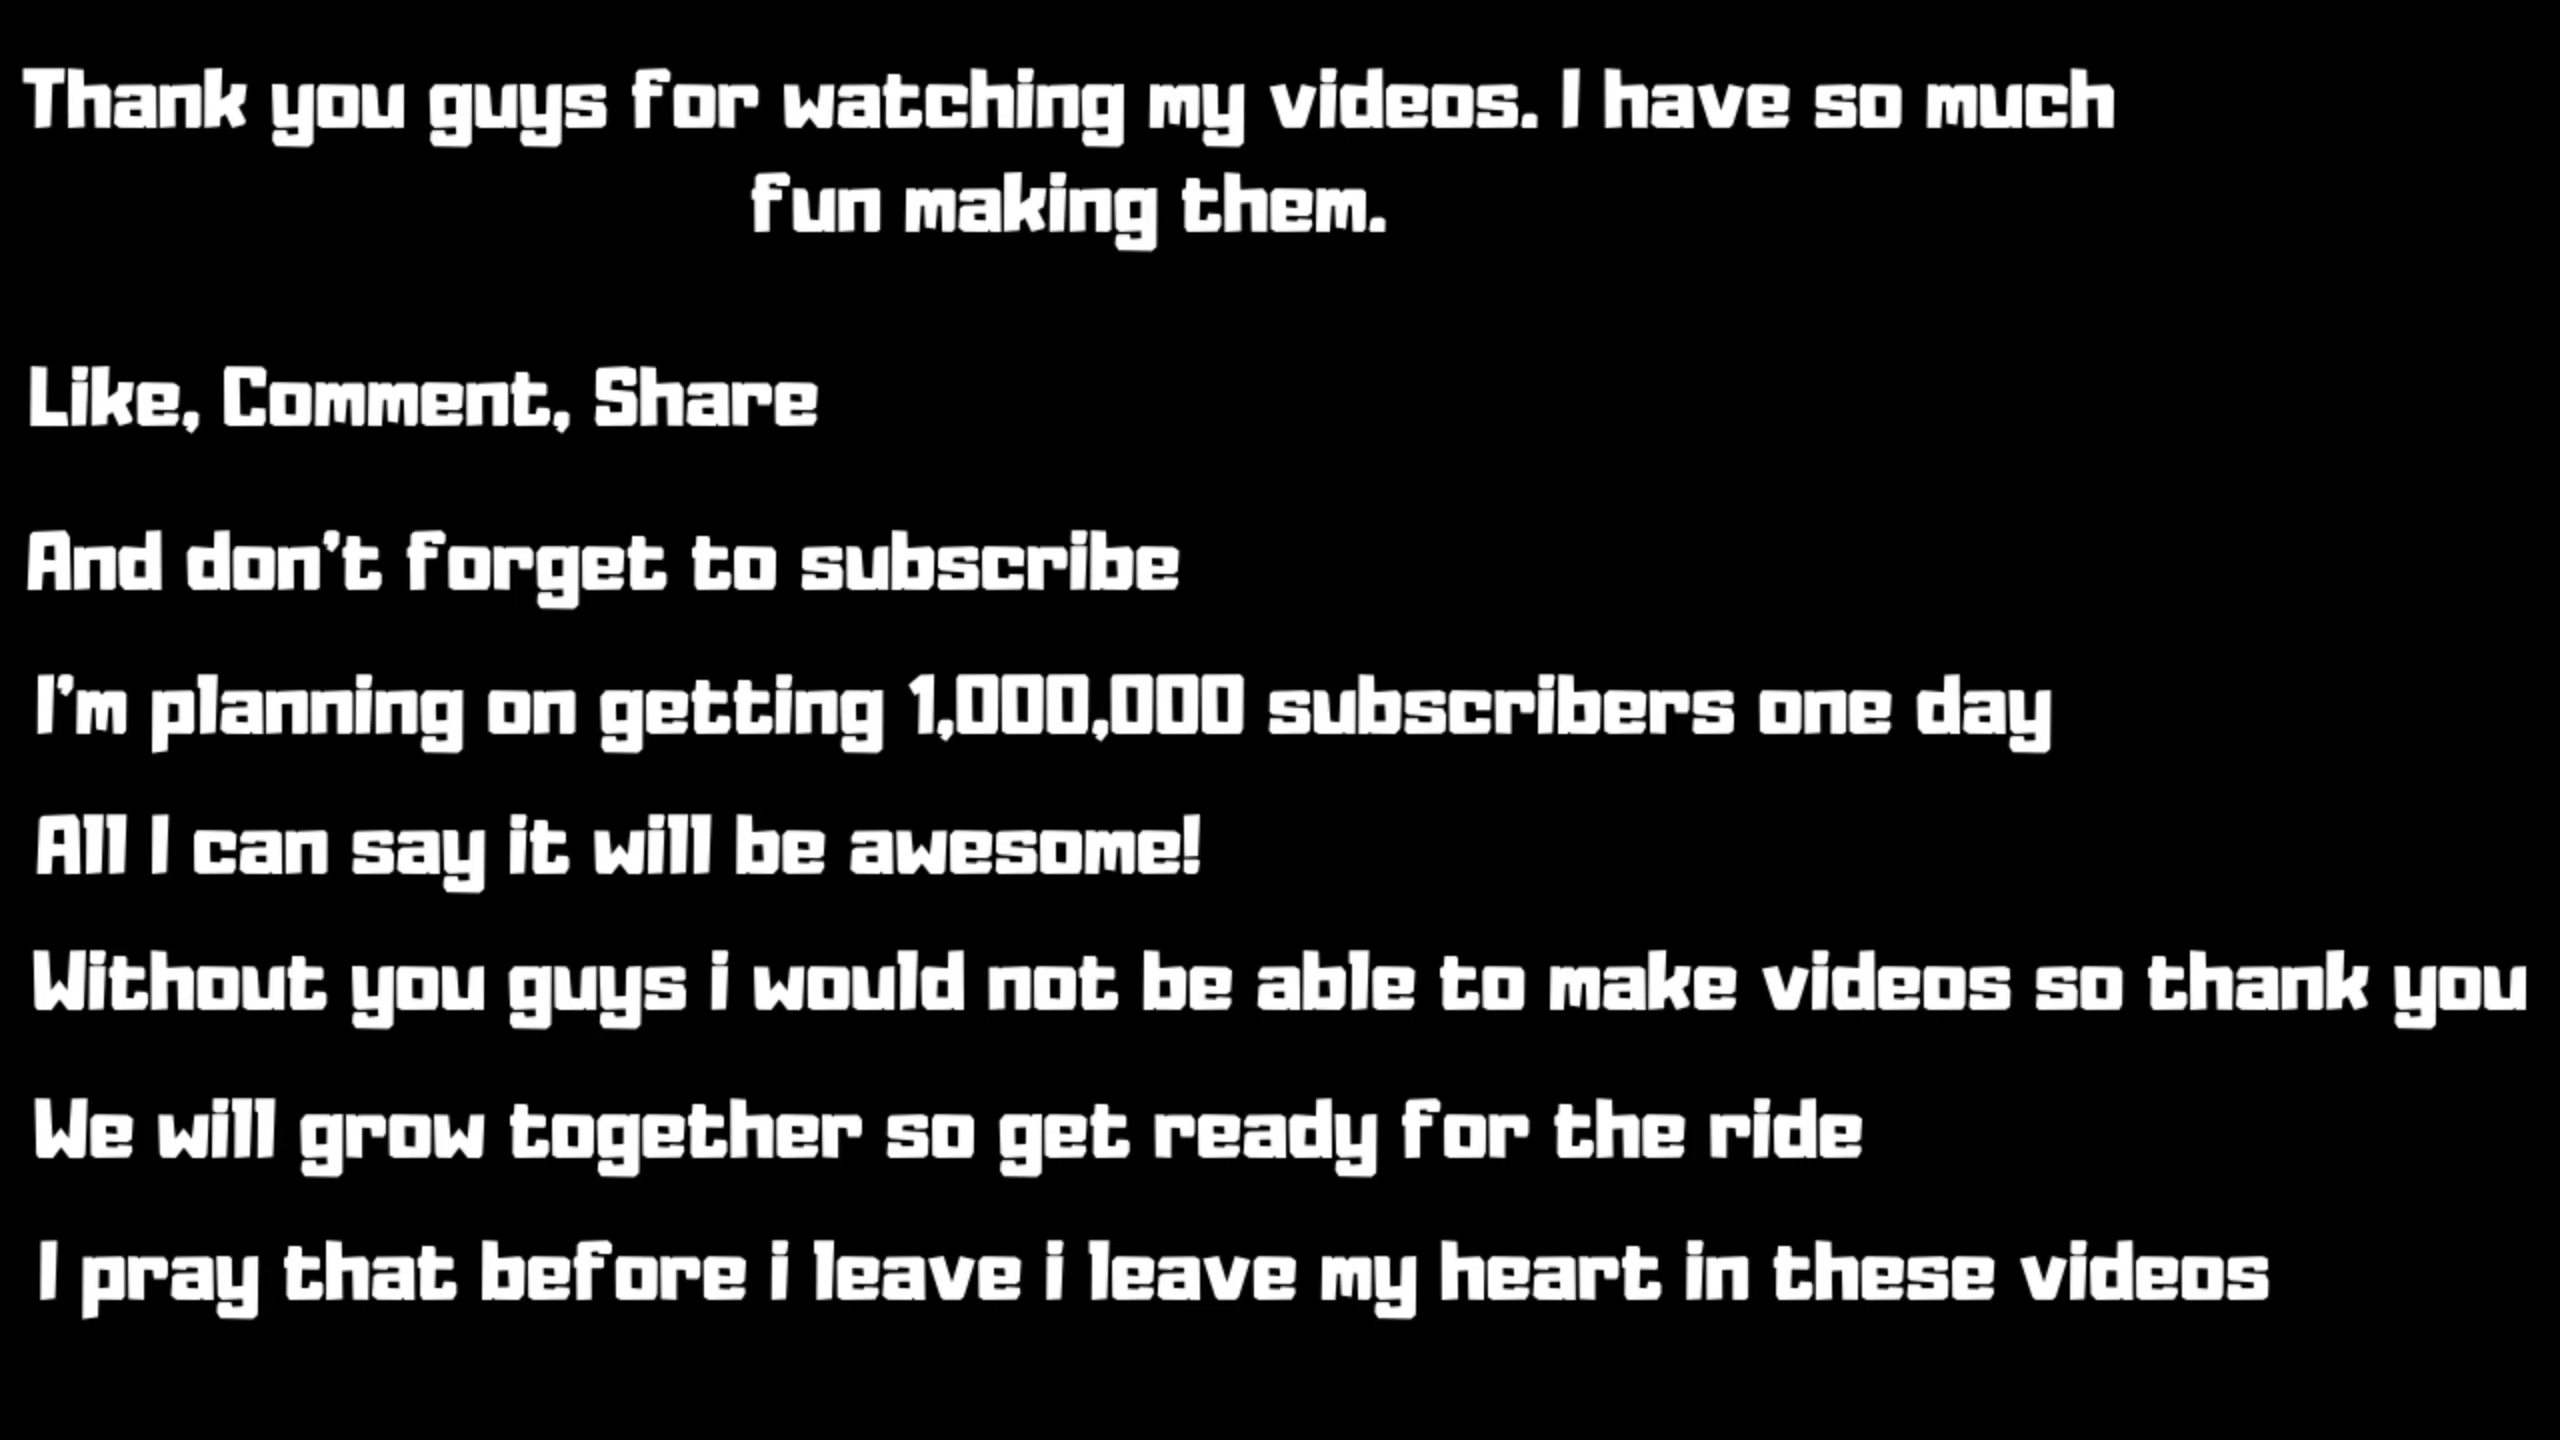 Thank you guys for watching my videos. I have so much
fun making them.
Like, Comment, Share
And don't forget to subscribe
I'm planning on getting 1,000,000 subscribers one day
All I can say it will be awesome!
Without you guys i would not be able to make videos so thank you
We will grow together so get ready for the ride
I pray that before i leave i leave my heart in these videos